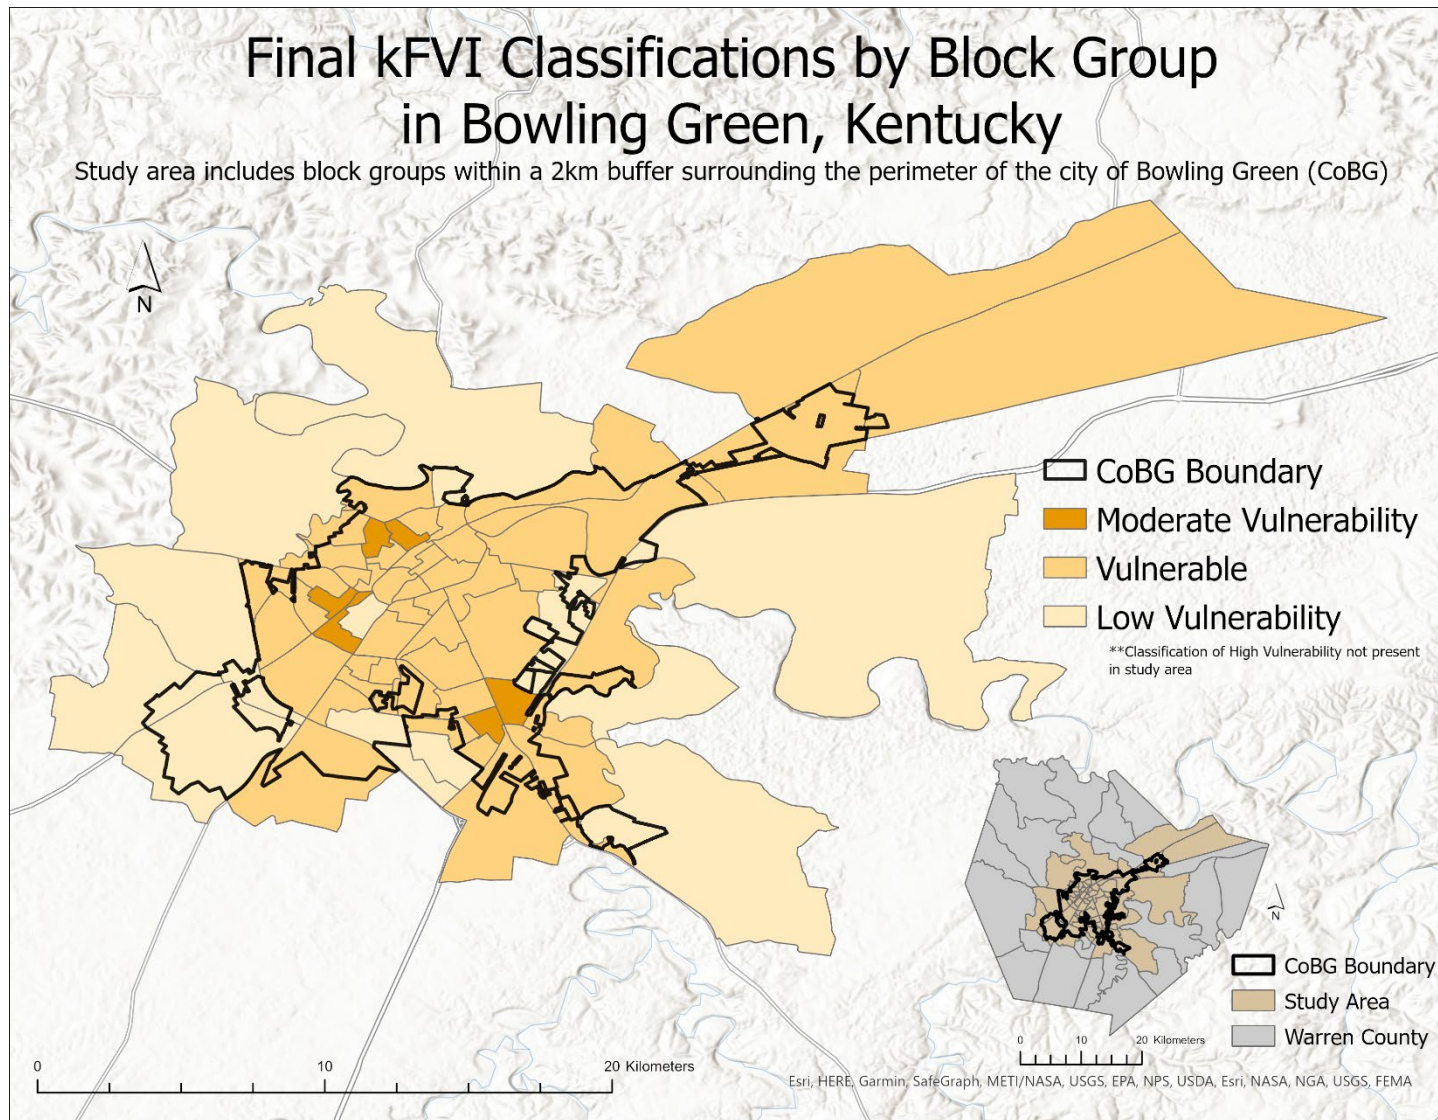 Final kFVI Classifications by Block Group
in Bowling Green, Kentucky
Study area includes block groups within a 2km buffer surrounding the perimeter of the city of Bowling Green (CoBG)
N
CoBG Boundary
Moderate Vulnerability
Vulnerable
Low Vulnerability
**Classification of High Vulnerability not present
in study area
N
CoBG Boundary
Study Area
Warren County
0 10 20 Kilometers
0 10 20 Kilometers
Esri, HERE, Garmin, SafeGraph, METI/NASA, USGS, EPA, NPS, USDA, Esri, NASA, NGA, USGS, FEMA